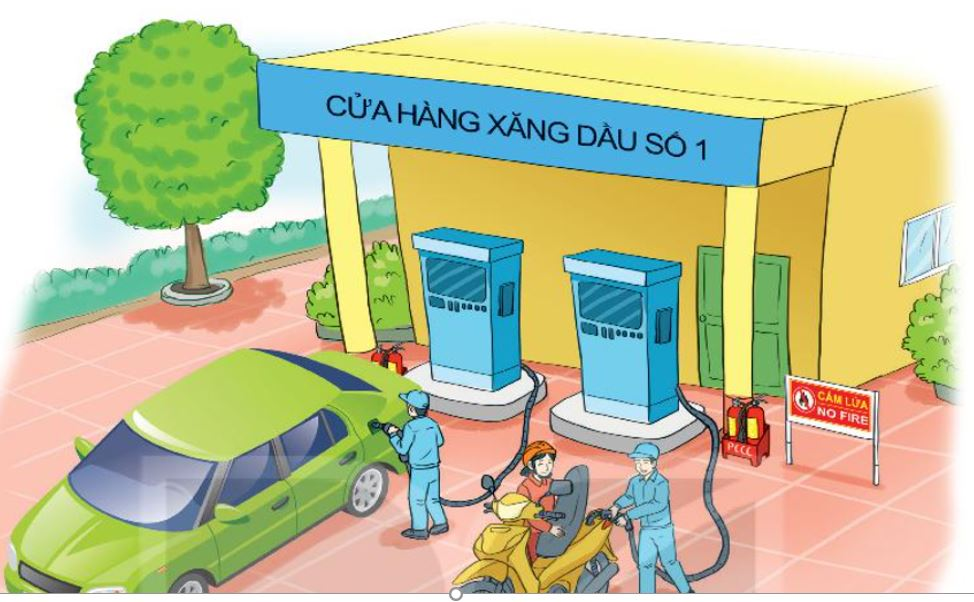 CỬA HÀNG XĂNG DẦU SỐ 1
CẤM LỬA
NO FIRE
PCCC